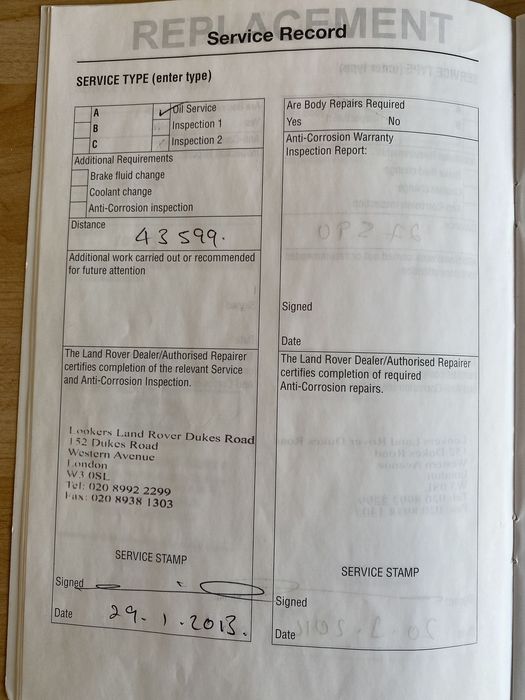 REPLACEMENT
Service Record
SERVICE TYPE (enter type)
A
B
C
Oil Service
Inspection 1
Inspection 2
Additional Requirements
Brake fluid change
Coolant change
Anti-Corrosion inspection
Distance
43599.
Additional work carried out or recommended
for future attention
The Land Rover Dealer/Authorised Repairer
certifies completion of the relevant Service
and Anti-Corrosion Inspection.
Lookers Land Rover Dukes Road
152 Dukes Road
Western Avenue
London
W3 0SL
Tel: 020 8992 2299
Fax: 020 8938 1303
SERVICE STAMP
Signed
Date 29.1.2013.
Are Body Repairs Required
Yes No
Anti-Corrosion Warranty
Inspection Report:
Signed
Date
The Land Rover Dealer/Authorised Repairer
certifies completion of required
Anti-Corrosion repairs.
SERVICE STAMP
Signed
Date